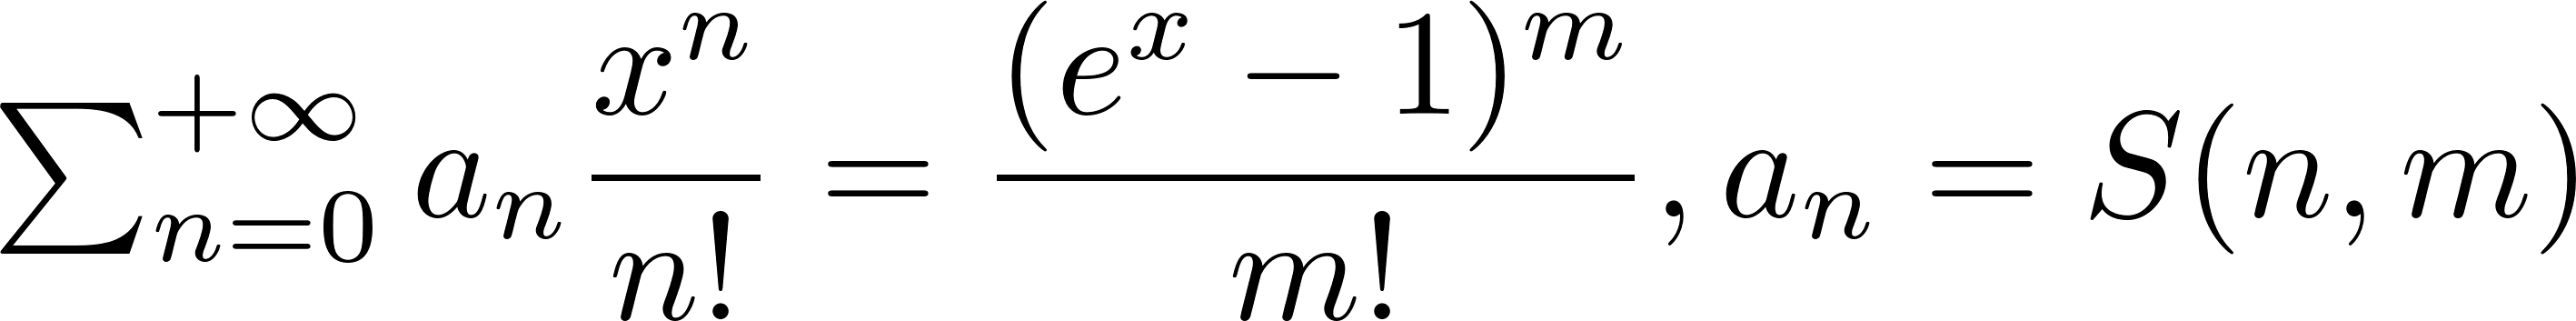 $\sum_{n=0}^{+\infty} a_n \frac{x^n}{n!} = \frac{(e^x - 1)^m}{m!}, a_n = S(n, m)$